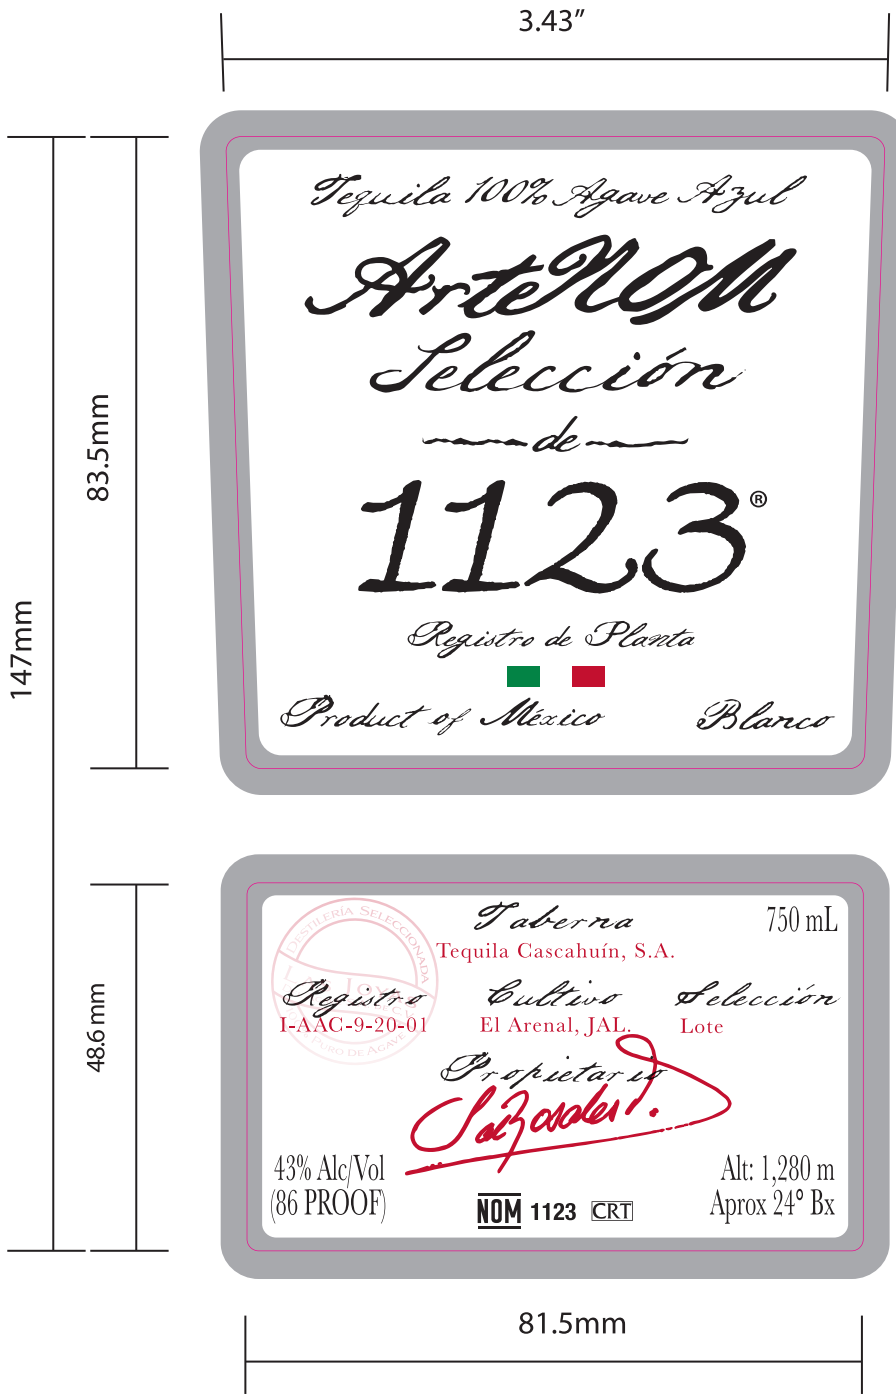 3.43”
Tequila 100% Agave Azul
ArteNOM
Selección
de
1123®
Registro de Planta
Product of México Blanco
83.5mm
147mm
DESTILERÍA SELECCIONADA
PURO DE AGAVE
Taberna 750 mL
Tequila Cascahuín, S.A.
Registro Cultivo Selección
I-AAC-9-20-01 El Arenal, JAL. Lote
Propietario
43% Alc/Vol Alt: 1,280 m
(86 PROOF) Aprox 24° Bx
NOM 1123 CRT
48.6 mm
81.5mm